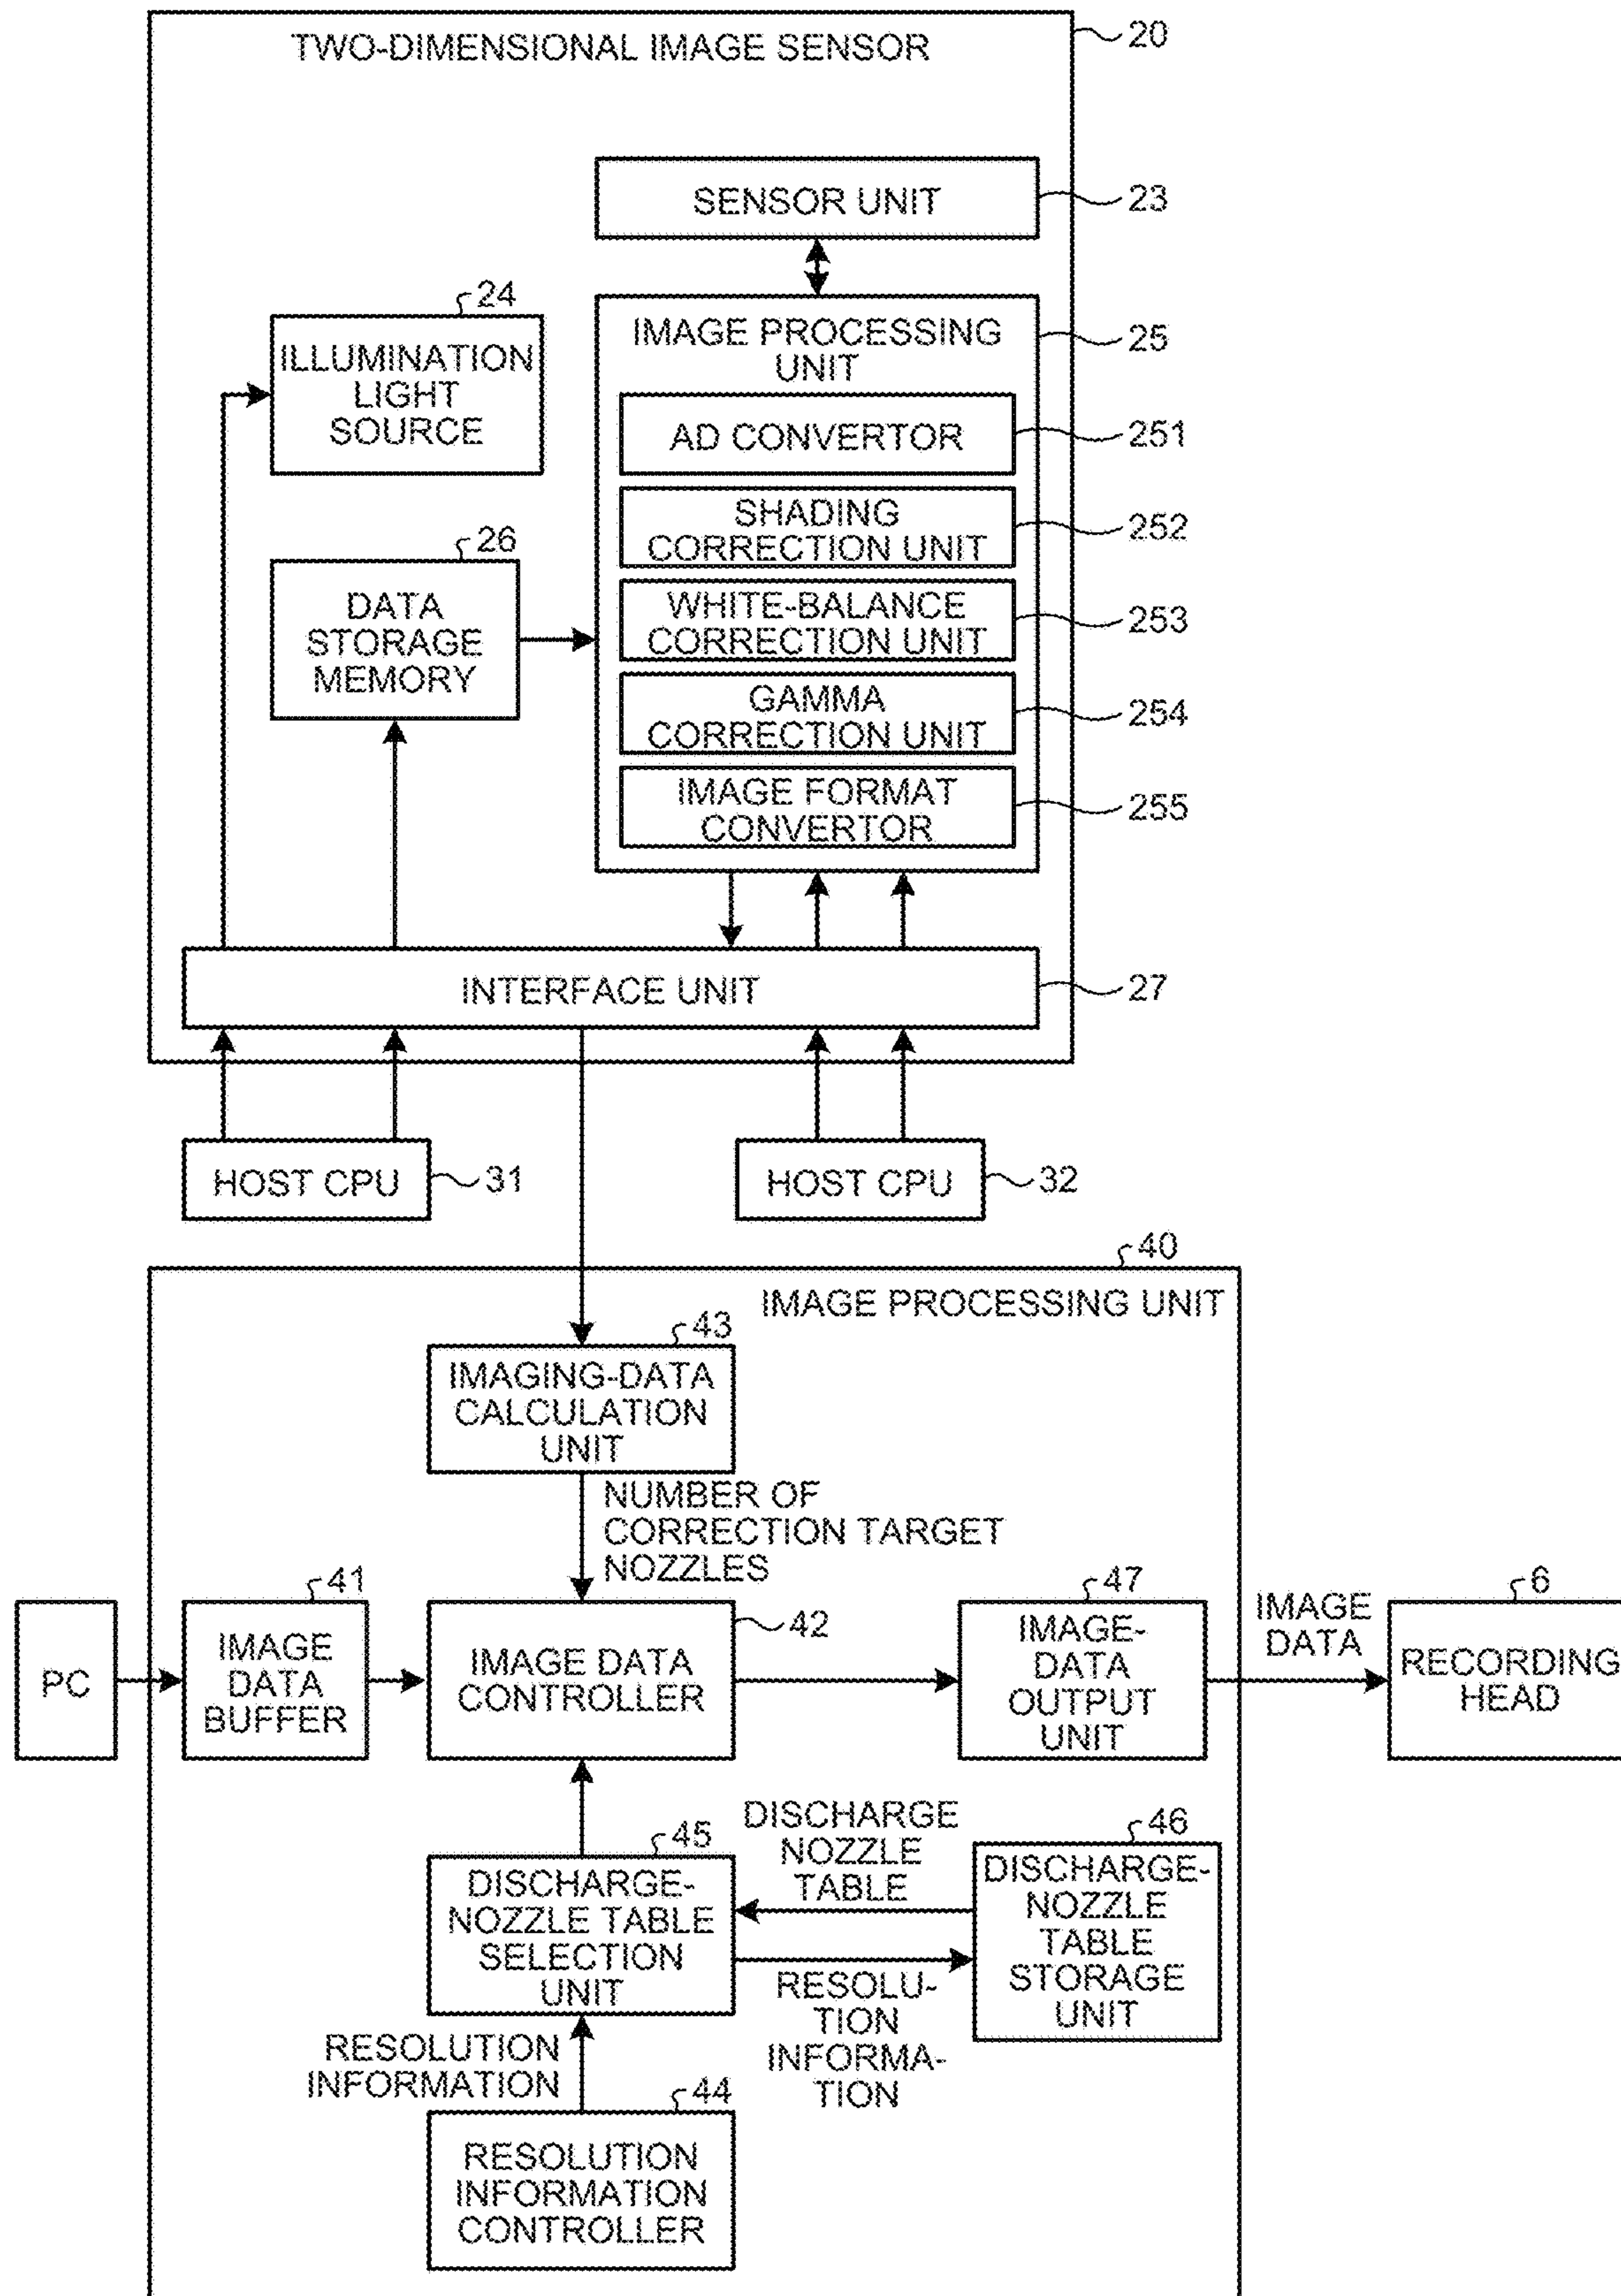 TWO-DIMENSIONAL IMAGE SENSOR
20
SENSOR UNIT
23
24
ILLUMINATION
LIGHT
SOURCE
IMAGE PROCESSING
UNIT
25
AD CONVERTOR
251
SHADING
CORRECTION UNIT
252
26
DATA
STORAGE
MEMORY
WHITE-BALANCE
CORRECTION UNIT
253
GAMMA
CORRECTION UNIT
254
IMAGE FORMAT
CONVERTOR
255
INTERFACE UNIT
27
HOST CPU
31
HOST CPU
32
40
IMAGE PROCESSING UNIT
43
IMAGING-DATA
CALCULATION
UNIT
NUMBER OF
CORRECTION TARGET
NOZZLES
PC
41
IMAGE
DATA
BUFFER
42
IMAGE DATA
CONTROLLER
47
IMAGE-
DATA
OUTPUT
UNIT
IMAGE
DATA
6
RECORDING
HEAD
45
DISCHARGE-
NOZZLE TABLE
SELECTION
UNIT
DISCHARGE
NOZZLE
TABLE
46
DISCHARGE-
NOZZLE
TABLE
STORAGE
UNIT
RESOLU-
TION
INFORMA-
TION
RESOLUTION
INFORMATION
44
RESOLUTION
INFORMATION
CONTROLLER